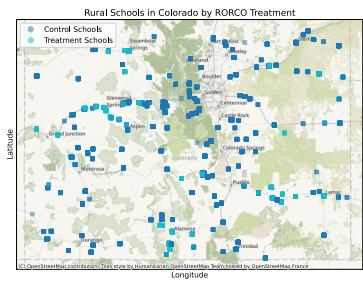 Rural Schools in Colorado by RORCO Treatment
Control Schools
Treatment Schools
Steamboat
Springs
Greeley
Boulder
Golden
Glenwood
Springs
Centennial
Castle Rock
Aspen
Grand Junction
Colorado Springs
Colorado
Montrose
Pueblo
Lamar
Alamosa
Durango
Trinidad
Latitude
(C) OpenStreetMap contributors, Tiles style by Humanitarian OpenStreetMap Team hosted by OpenStreetMap France
Longitude